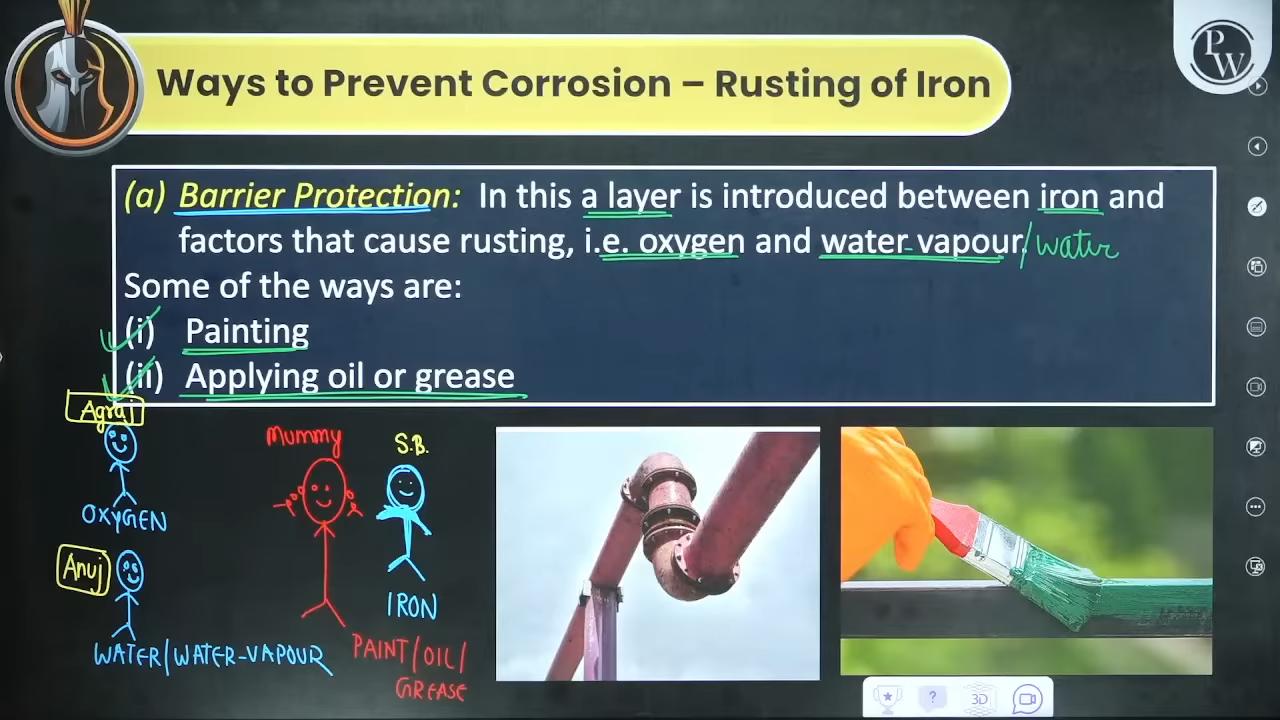 Ways to Prevent Corrosion – Rusting of Iron
PW
(a) Barrier Protection: In this a layer is introduced between iron and
factors that cause rusting, i.e. oxygen and water-vapour./water
Some of the ways are:
(i) Painting
(ii) Applying oil or grease
Agraj
OXYGEN
Mummy
S.B.
Anuj
IRON
WATER/WATER-VAPOUR
PAINT/OIL/
GREASE
?
3D